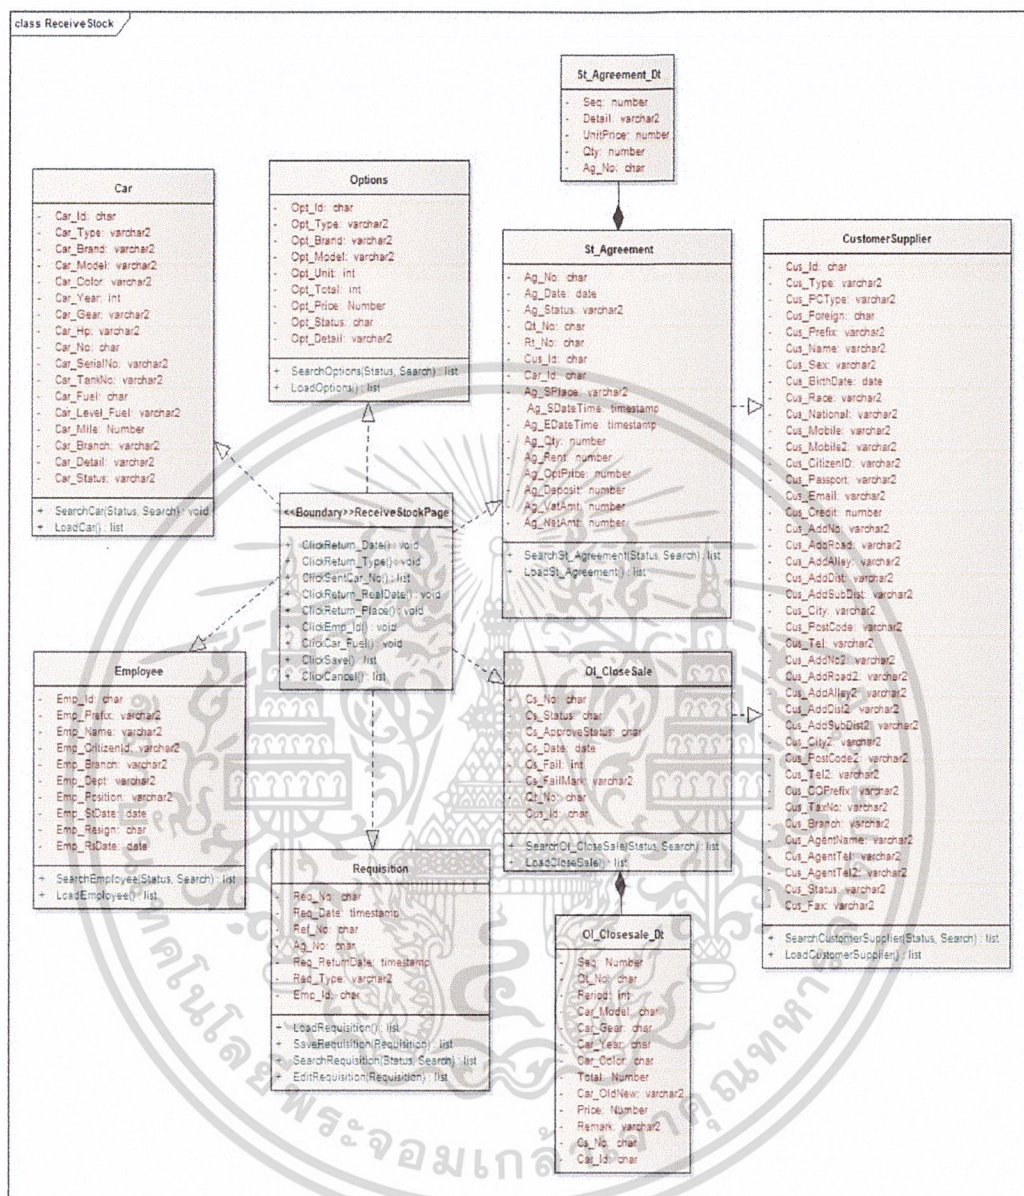 class ReceiveStock
St_Agreement_Dt
- Seq: number
- Detail: varchar2
- UnitPrice: number
- Qty: number
- Ag_No: char
Car
- Car_Id: char
- Car_Type: varchar2
- Car_Brand: varchar2
- Car_Model: varchar2
- Car_Color: varchar2
- Car_Year: int
- Car_Gear: varchar2
- Car_Hp: varchar2
- Car_No: char
- Car_SerialNo: varchar2
- Car_TankNo: varchar2
- Car_Fuel: char
- Car_Level_Fuel: varchar2
- Car_Mile: Number
- Car_Branch: varchar2
- Car_Detail: varchar2
- Car_Status: varchar2
+ SearchCar(Status, Search) : void
+ LoadCar() : list
Options
- Opt_Id: char
- Opt_Type: varchar2
- Opt_Brand: varchar2
- Opt_Model: varchar2
- Opt_Unit: int
- Opt_Total: int
- Opt_Price: Number
- Opt_Status: char
- Opt_Detail: varchar2
+ SearchOptions(Status, Search) : list
+ LoadOptions() : list
St_Agreement
- Ag_No: char
- Ag_Date: date
- Ag_Status: varchar2
- Qt_No: char
- Rt_No: char
- Cus_Id: char
- Car_Id: char
- Ag_SPlace: varchar2
- Ag_SDateTime: timestamp
- Ag_EDateTime: timestamp
- Ag_Qty: number
- Ag_Rent: number
- Ag_OptPrice: number
- Ag_Deposit: number
- Ag_VatAmt: number
- Ag_NetAmt: number
+ SearchSt_Agreement(Status, Search) : list
+ LoadSt_Agreement() : list
CustomerSupplier
- Cus_Id: char
- Cus_Type: varchar2
- Cus_PCType: varchar2
- Cus_Foreign: char
- Cus_Prefix: varchar2
- Cus_Name: varchar2
- Cus_Sex: varchar2
- Cus_BirthDate: date
- Cus_Race: varchar2
- Cus_National: varchar2
- Cus_Mobile: varchar2
- Cus_Mobile2: varchar2
- Cus_CitizenID: varchar2
- Cus_Passport: varchar2
- Cus_Email: varchar2
- Cus_Credit: number
- Cus_AddNo: varchar2
- Cus_AddRoad: varchar2
- Cus_AddAlley: varchar2
- Cus_AddDist: varchar2
- Cus_AddSubDist: varchar2
- Cus_City: varchar2
- Cus_PostCode: varchar2
- Cus_Tel: varchar2
- Cus_AddNo2: varchar2
- Cus_AddRoad2: varchar2
- Cus_AddAlley2: varchar2
- Cus_AddDist2: varchar2
- Cus_AddSubDist2: varchar2
- Cus_City2: varchar2
- Cus_PostCode2: varchar2
- Cus_Tel2: varchar2
- Cus_COPrefix: varchar2
- Cus_TaxNo: varchar2
- Cus_Branch: varchar2
- Cus_AgentName: varchar2
- Cus_AgentTel: varchar2
- Cus_AgentTel2: varchar2
- Cus_Status: varchar2
- Cus_Fax: varchar2
+ SearchCustomerSupplier(Status, Search) : list
+ LoadCustomerSupplier() : list
<<Boundary>>ReceiveStockPage
+ ClickReturn_Date() : void
+ ClickReturn_Type() : void
+ ClickSentCar_No() : list
+ ClickReturn_RealDate() : void
+ ClickReturn_Place() : void
+ ClickEmp_Id() : void
+ ClickCar_Fuel() : void
+ ClickSave() : list
+ ClickCancel() : list
Employee
- Emp_Id: char
- Emp_Prefix: varchar2
- Emp_Name: varchar2
- Emp_CritizenId: varchar2
- Emp_Branch: varchar2
- Emp_Dept: varchar2
- Emp_Position: varchar2
- Emp_StDate: date
- Emp_Resign: char
- Emp_RsDate: date
+ SearchEmployee(Status, Search) : list
+ LoadEmployee() : list
Ol_CloseSale
- Cs_No: char
- Cs_Status: char
- Cs_ApproveStatus: char
- Cs_Date: date
- Cs_Fail: int
- Cs_FailMark: varchar2
- Qt_No: char
- Cus_Id: char
+ SearchOl_CloseSale(Status, Search) : list
+ LoadCloseSale() : list
Requisition
- Req_No: char
- Req_Date: timestamp
- Ref_No: char
- Ag_No: char
- Req_ReturnDate: timestamp
- Req_Type: varchar2
- Emp_Id: char
+ LoadRequisition() : list
+ SaveRequisition(Requisition) : list
+ SearchRequisition(Status, Search) : list
+ EditRequisition(Requisition) : list
Ol_Closesale_Dt
- Seq: Number
- Qt_No: char
- Period: int
- Car_Model: char
- Car_Gear: char
- Car_Year: char
- Car_Color: char
- Total: Number
- Car_OldNew: varchar2
- Price: Number
- Remark: varchar2
- Cs_No: char
- Car_Id: char